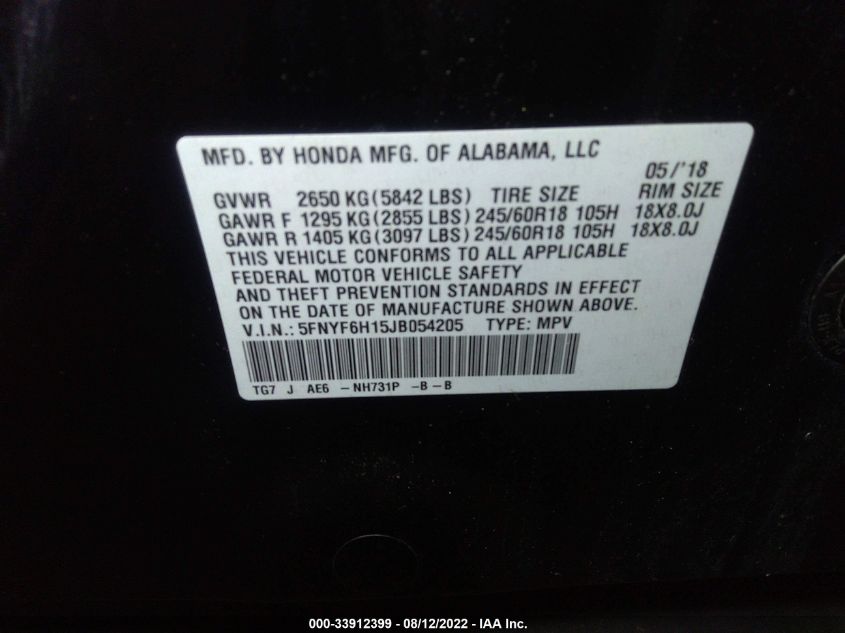 MFD. BY HONDA MFG. OF ALABAMA, LLC
05/'18
GVWR 2650 KG (5842 LBS) TIRE SIZE RIM SIZE
GAWR F 1295 KG (2855 LBS) 245/60R18 105H 18X8.0J
GAWR R 1405 KG (3097 LBS) 245/60R18 105H 18X8.0J
THIS VEHICLE CONFORMS TO ALL APPLICABLE
FEDERAL MOTOR VEHICLE SAFETY
AND THEFT PREVENTION STANDARDS IN EFFECT
ON THE DATE OF MANUFACTURE SHOWN ABOVE.
V.I.N.: 5FNYF6H15JB054205 TYPE: MPV
TG7 J AE6 - NH731P - B - B
000-33912399 - 08/12/2022 - IAA Inc.